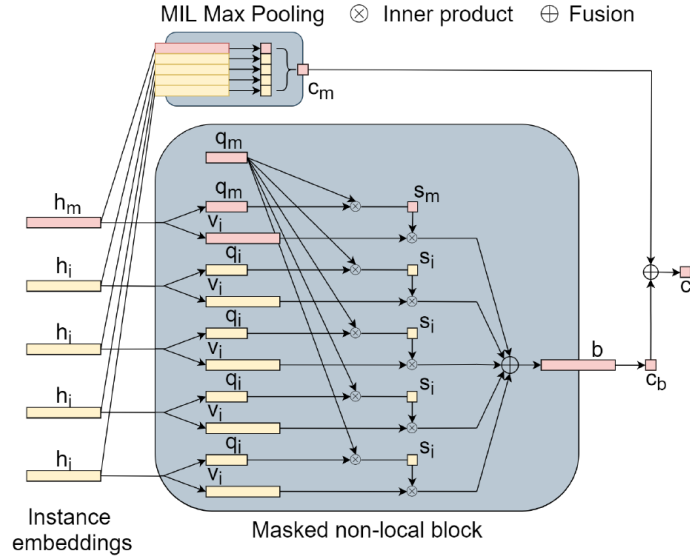 MIL Max Pooling ⊗ Inner product ⊕ Fusion
c_m
q_m
q_m
s_m
h_m
v_i
q_i
s_i
h_i
v_i
q_i
s_i
h_i
v_i
b
c
c_b
q_i
s_i
h_i
v_i
q_i
s_i
h_i
v_i
Instance
embeddings
Masked non-local block